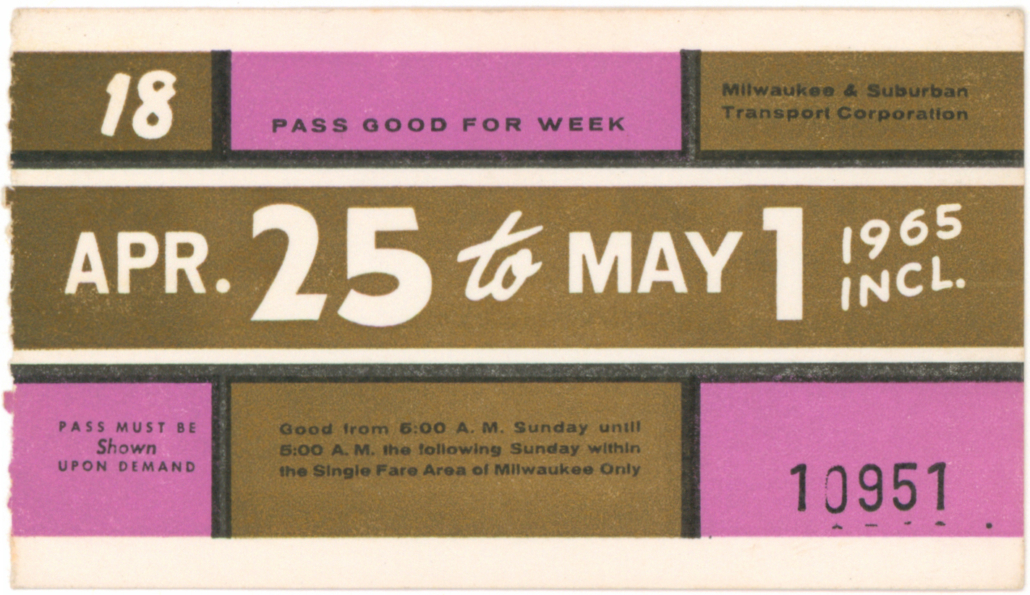 18
PASS GOOD FOR WEEK
Milwaukee & Suburban
Transport Corporation
APR. 25 to MAY 1 1965
INCL.
PASS MUST BE
Shown
UPON DEMAND
Good from 5:00 A. M. Sunday until
5:00 A. M. the following Sunday within
the Single Fare Area of Milwaukee Only
10951